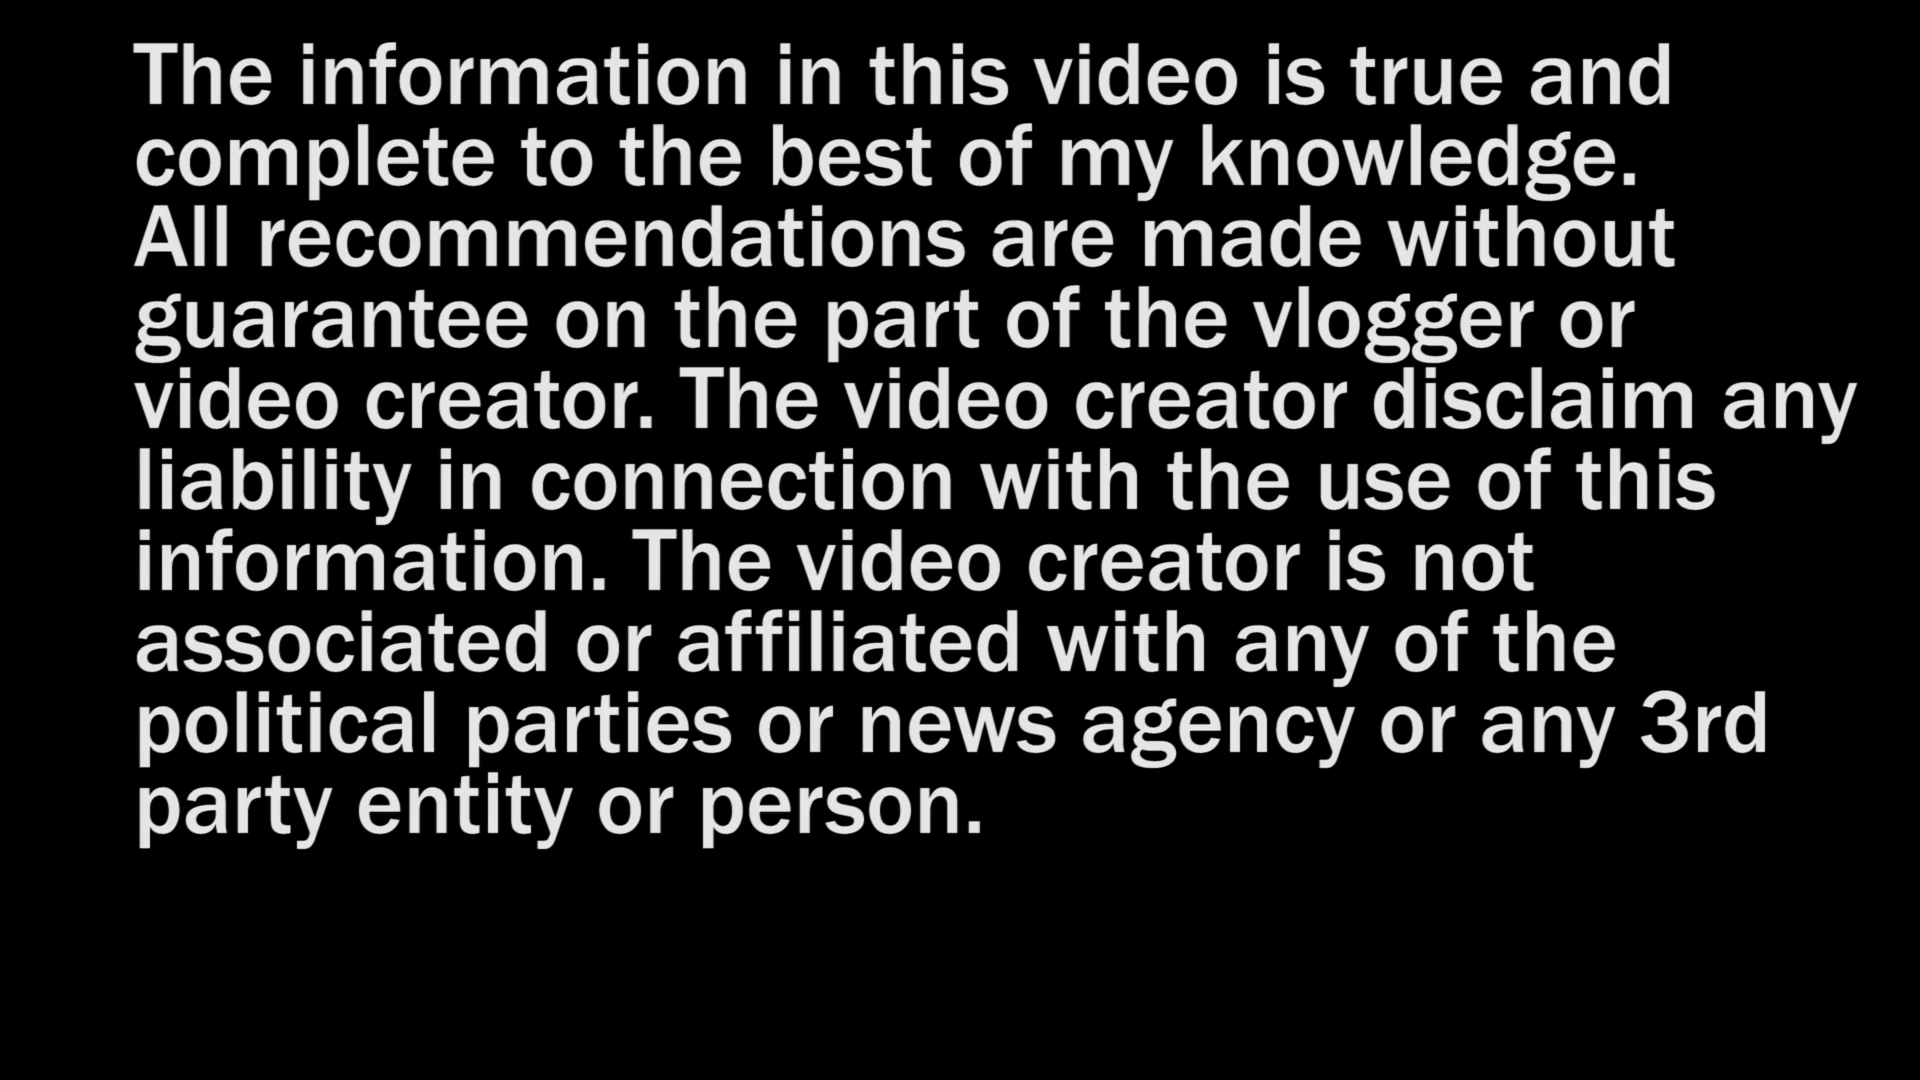 The information in this video is true and
complete to the best of my knowledge.
All recommendations are made without
guarantee on the part of the vlogger or
video creator. The video creator disclaim any
liability in connection with the use of this
information. The video creator is not
associated or affiliated with any of the
political parties or news agency or any 3rd
party entity or person.